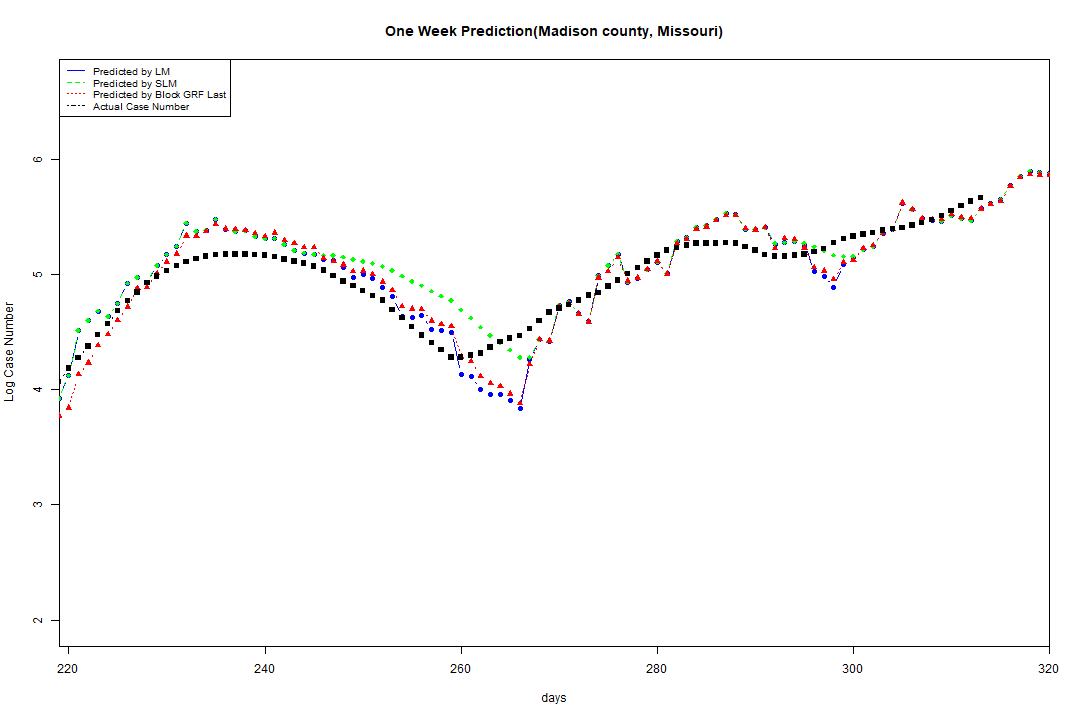 One Week Prediction(Madison county, Missouri)
Predicted by LM
Predicted by SLM
Predicted by Block GRF Last
Actual Case Number
6
5
4
3
2
Log Case Number
220 240 260 280 300 320
days